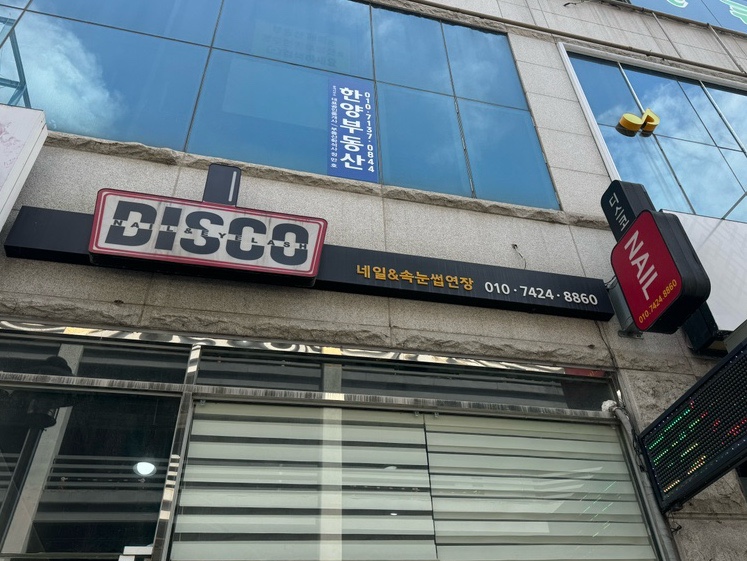 010·7137·0844
한양부동산
DISCO
NAIL & EYELASH
네일&속눈썹연장
010·7424·8860
디스코
NAIL
010.7424.8860